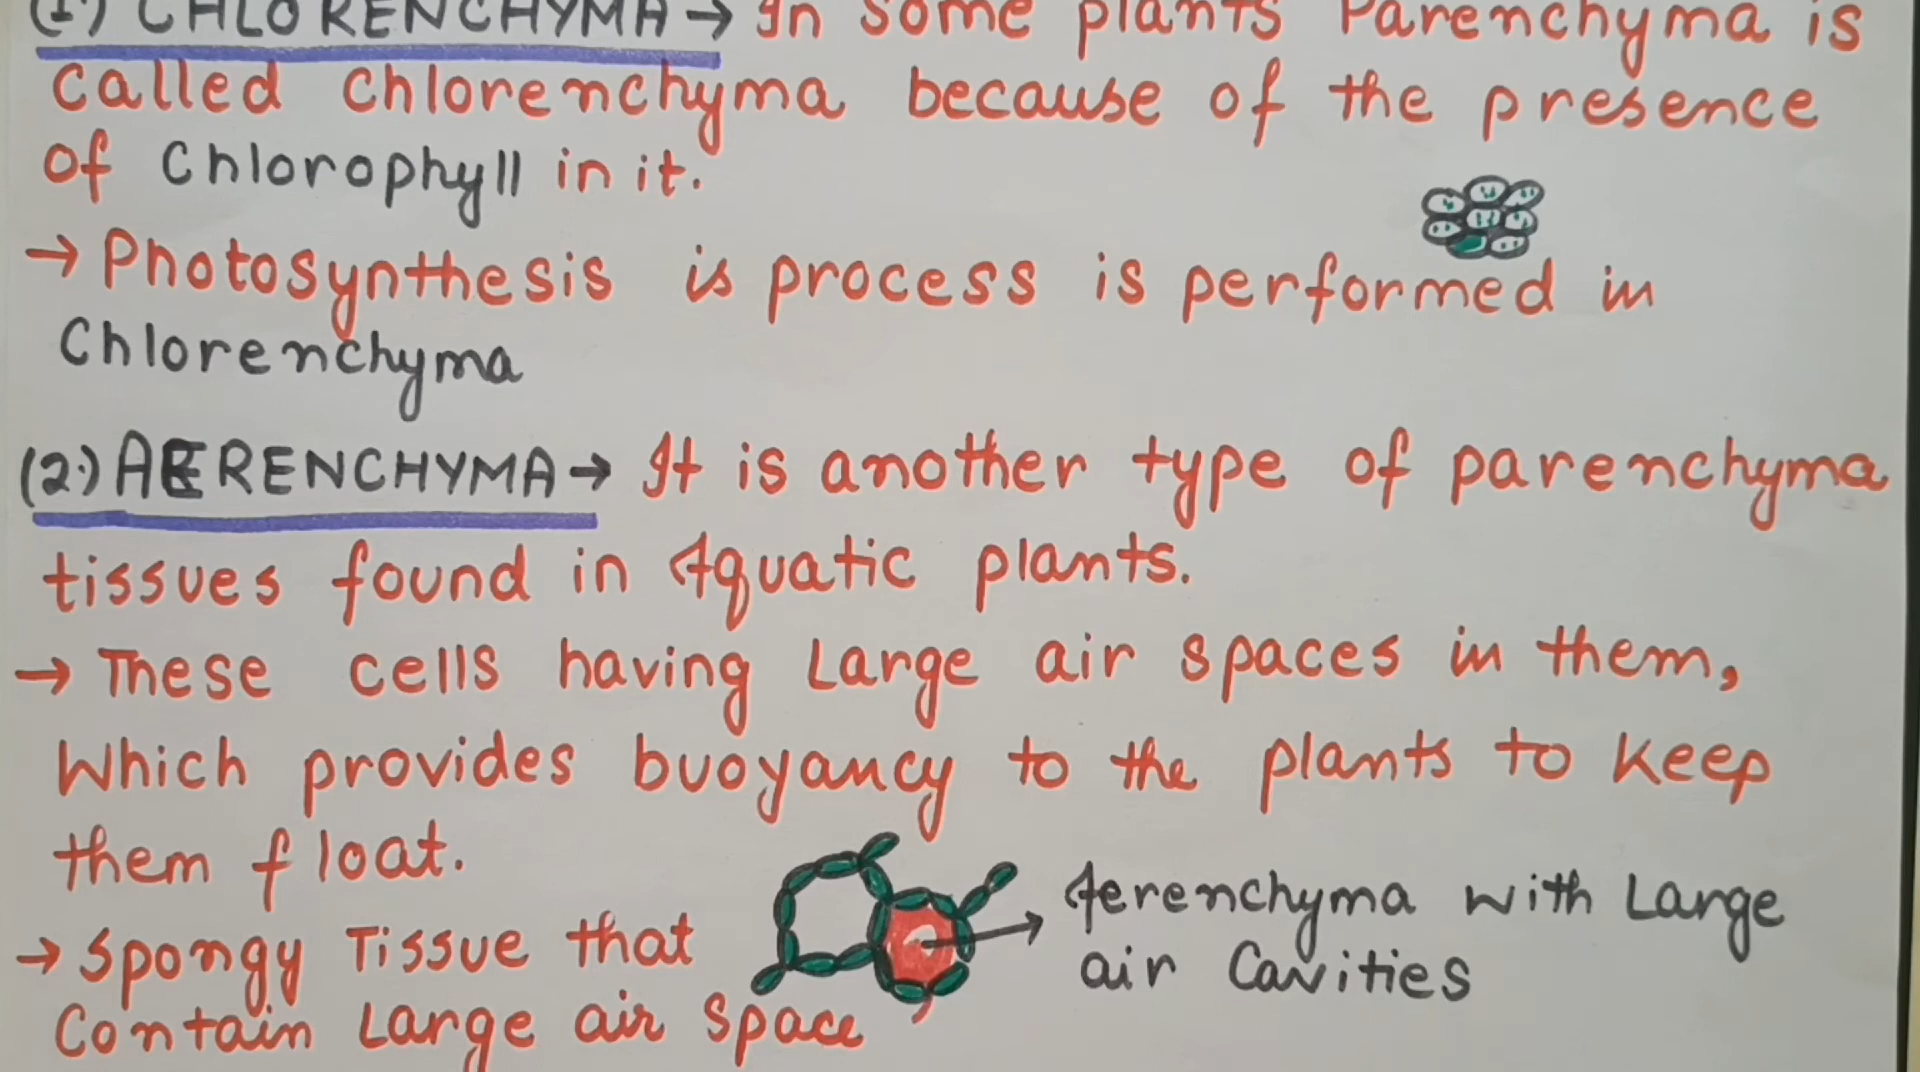 (1) CHLORENCHYMA → In some plants Parenchyma is
called chlorenchyma because of the presence
of Chlorophyll in it.
→ Photosynthesis is process is performed in
Chlorenchyma
(2.) AERENCHYMA → It is another type of parenchyma
tissues found in Aquatic plants.
→ These cells having Large air spaces in them,
Which provides buoyancy to the plants to keep
them float.
→ Spongy Tissue that
Contain Large air space
Aerenchyma with Large
air Cavities